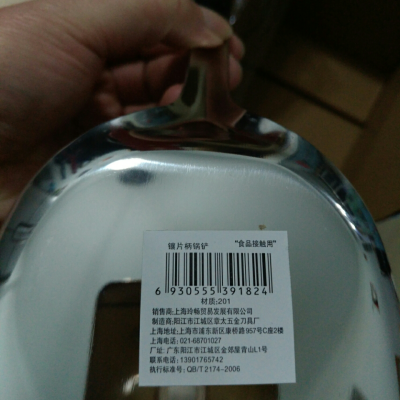 镶片柄锅铲 “食品接触用”
6 930555 391824
材质:201
销售商:上海玲畅贸易发展有限公司
制造商:阳江市江城区章太五金刀具厂
上海地址:上海市浦东新区康桥路957号C座2楼
上海电话:021-68701027
厂址: 广东阳江市江城区金郊屋背山L1号
联系电话: 13901765742
执行标准号: QB/T 2174-2006